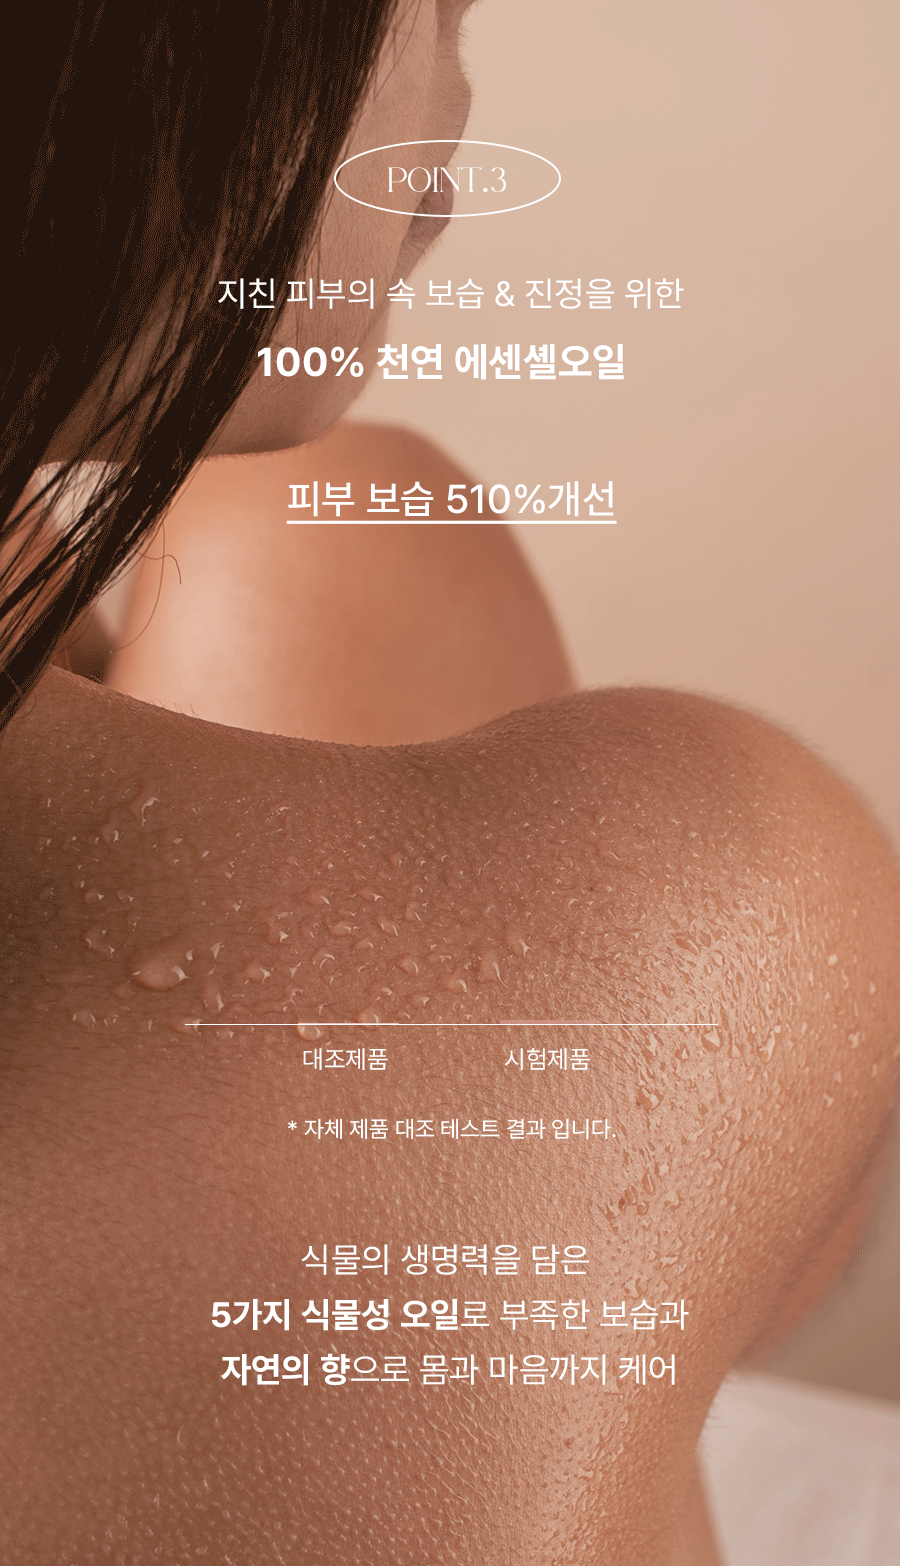 POINT.3
지친 피부의 속 보습 & 진정을 위한
100% 천연 에센셸오일
피부 보습 510%개선
대조제품 시험제품
* 자체 제품 대조 테스트 결과 입니다.
식물의 생명력을 담은
5가지 식물성 오일로 부족한 보습과
자연의 향으로 몸과 마음까지 케어